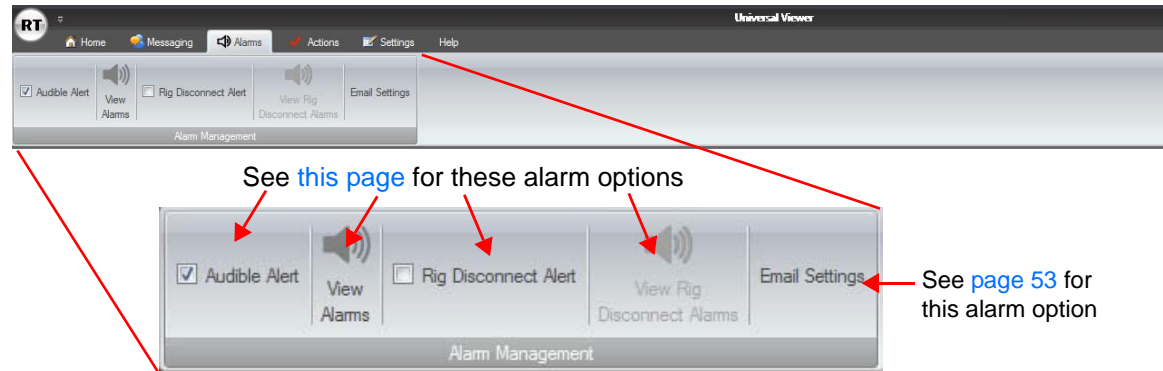 Universal Viewer
RT
Home Messaging Alarms Actions Settings Help
Audible Alert View Alarms Rig Disconnect Alert View Rig Disconnect Alarms Email Settings
Alarm Management
See this page for these alarm options
Audible Alert
View
Alarms
Rig Disconnect Alert
View Rig
Disconnect Alarms
Email Settings
Alarm Management
See page 53 for
this alarm option